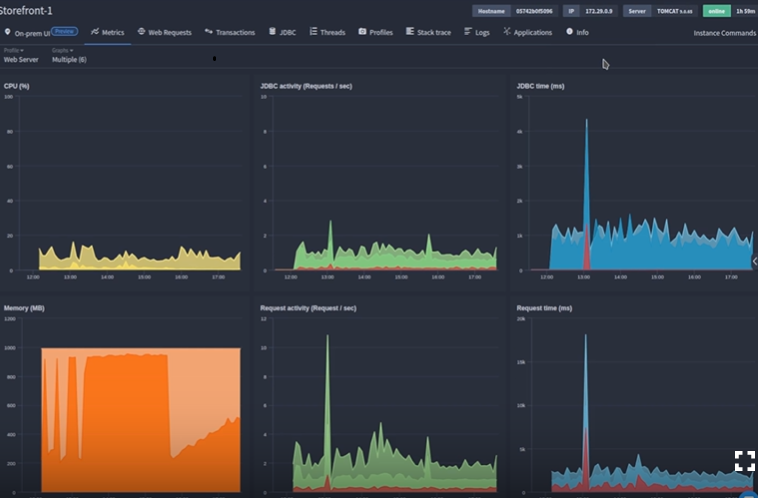 Storefront-1
Hostname 05742b0f5096 IP 172.29.0.9 Server TOMCAT online 1h 59m
On-prem UI Preview Metrics Web Requests Transactions JDBC Threads Profiles Stack trace Logs Applications Info Instance Commands
Profile Graphs
Web Server Multiple (6)
CPU (%) JDBC activity (Requests / sec) JDBC time (ms)
100 10 5k
80 8 4k
60 6 3k
40 4 2k
20 2 1k
0 0 0
12:00 13:00 14:00 15:00 16:00 17:00 12:00 13:00 14:00 15:00 16:00 17:00 12:00 13:00 14:00 15:00 16:00 17:00
Memory (MB) Request activity (Request / sec) Request time (ms)
1200 12 20k
1000 10 15k
800 8
600 6 10k
400 4 5k
200 2
0 0 0